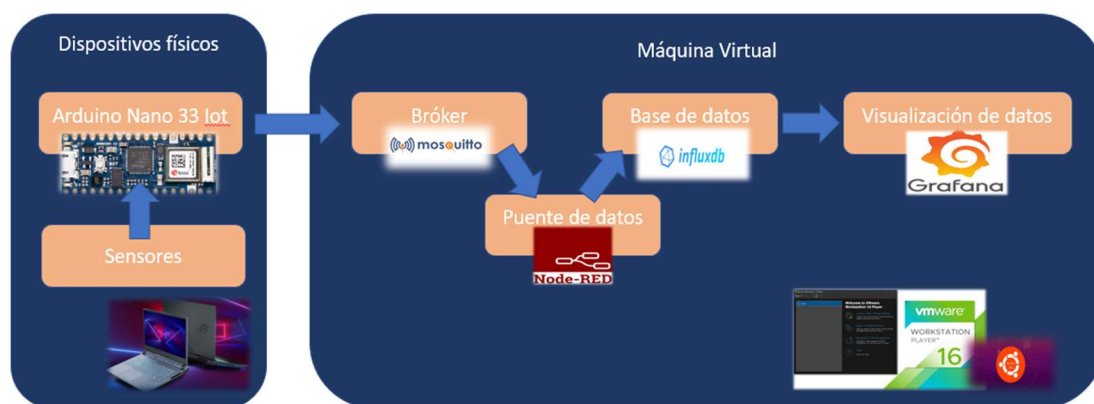 Dispositivos físicos
Arduino Nano 33 Iot
Sensores
Máquina Virtual
Bróker
mosquitto
Puente de datos
Node-RED
Base de datos
influxdb
Visualización de datos
Grafana
vmware
WORKSTATION
PLAYER™
16